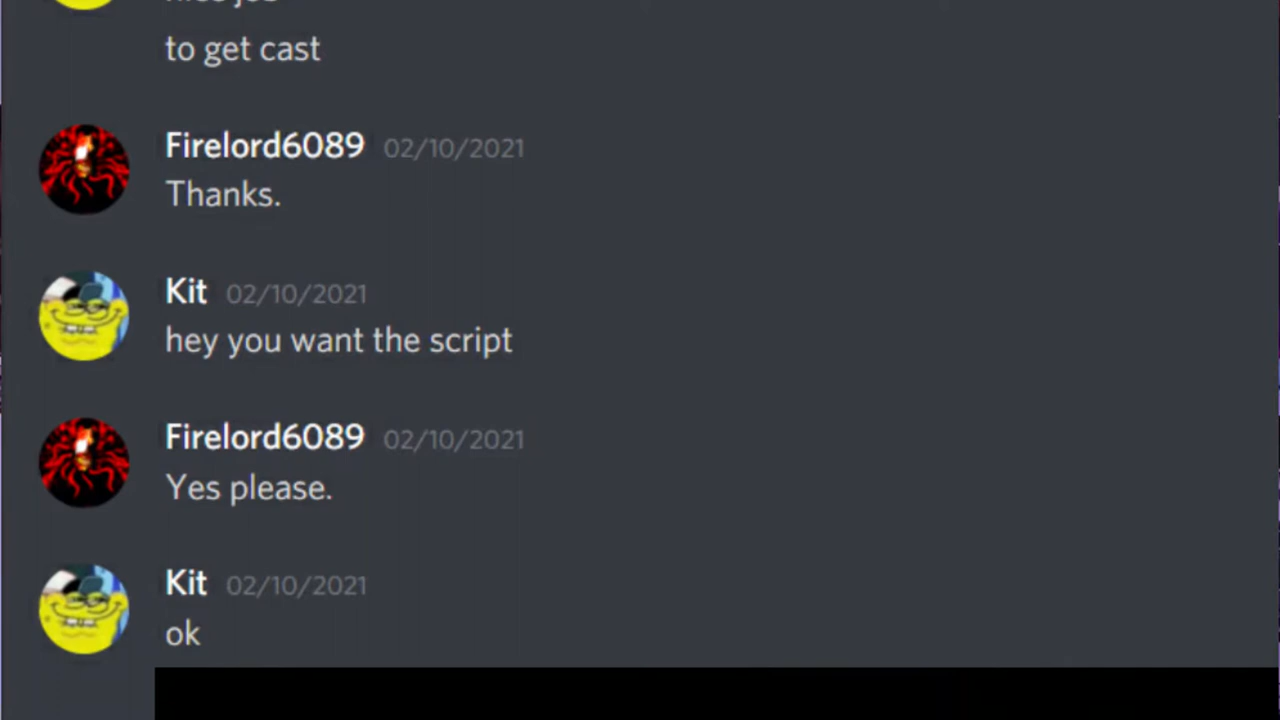 to get cast
Firelord6089 02/10/2021
Thanks.
Kit 02/10/2021
hey you want the script
Firelord6089 02/10/2021
Yes please.
Kit 02/10/2021
ok